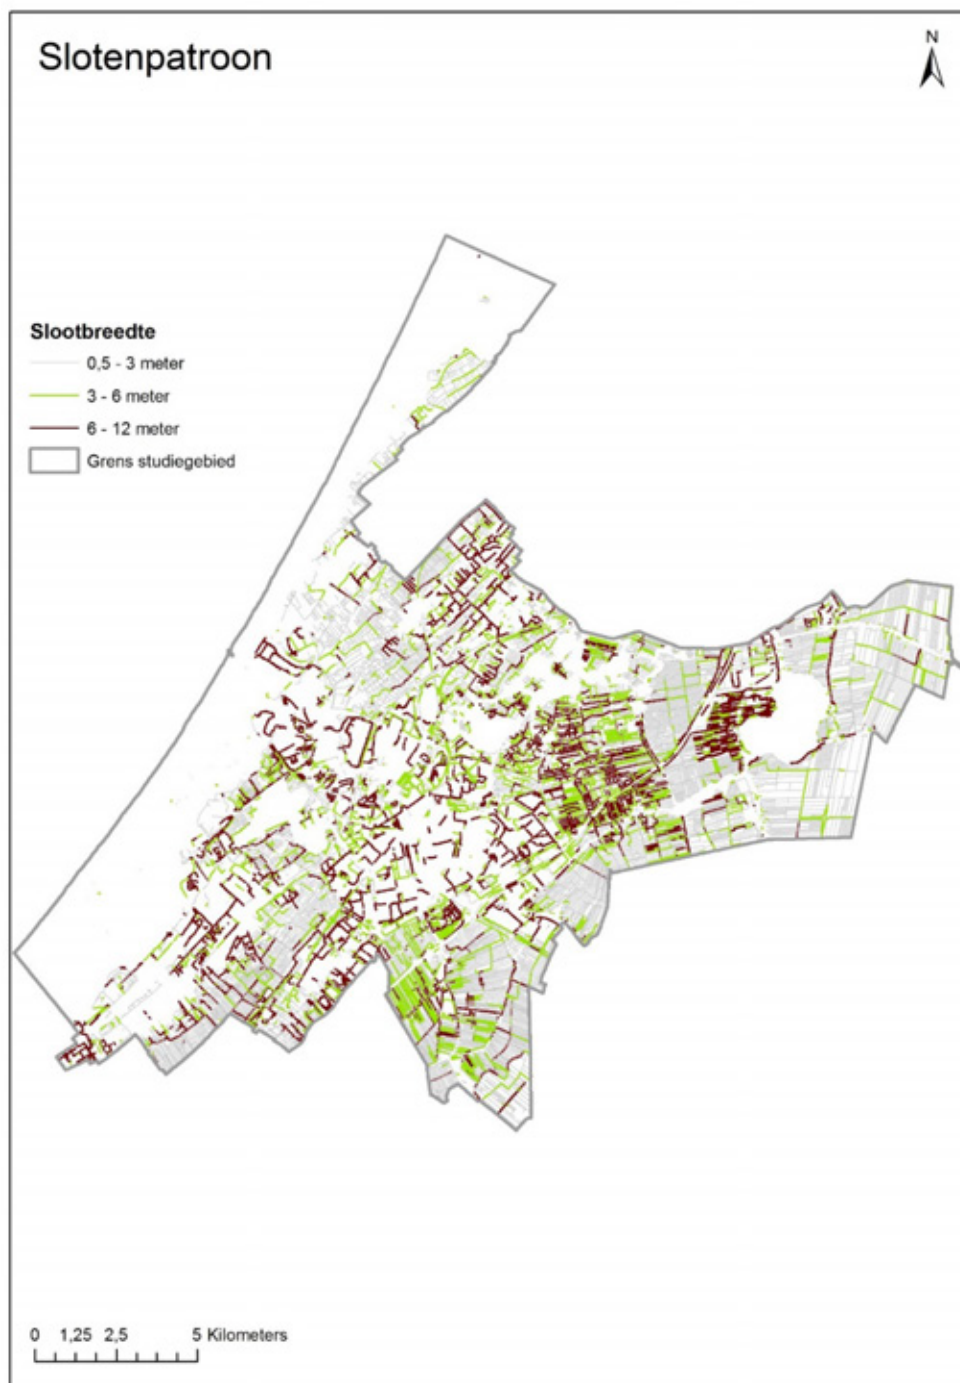 Slotenpatroon
N
Slootbreedte
0,5 - 3 meter
3 - 6 meter
6 - 12 meter
Grens studiegebied
0 1,25 2,5 5 Kilometers